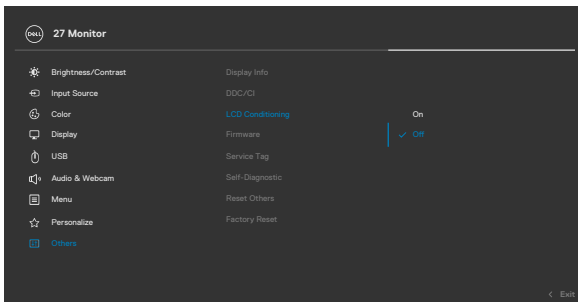 DELL 27 Monitor
Brightness/Contrast Display Info
Input Source DDC/CI
Color LCD Conditioning On
Display Firmware ✓ Off
USB Service Tag
Audio & Webcam Self-Diagnostic
Menu Reset Others
Personalize Factory Reset
Others
< Exit